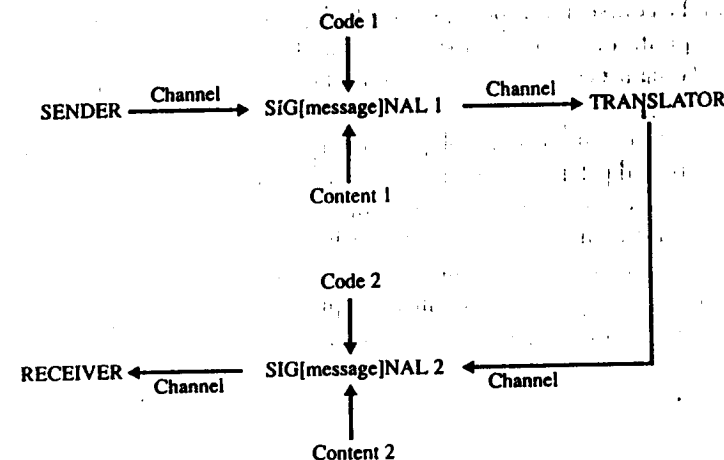 Code 1
SENDER Channel SIG[message]NAL 1 Channel TRANSLATOR
Content 1
Code 2
RECEIVER Channel SIG[message]NAL 2 Channel
Content 2